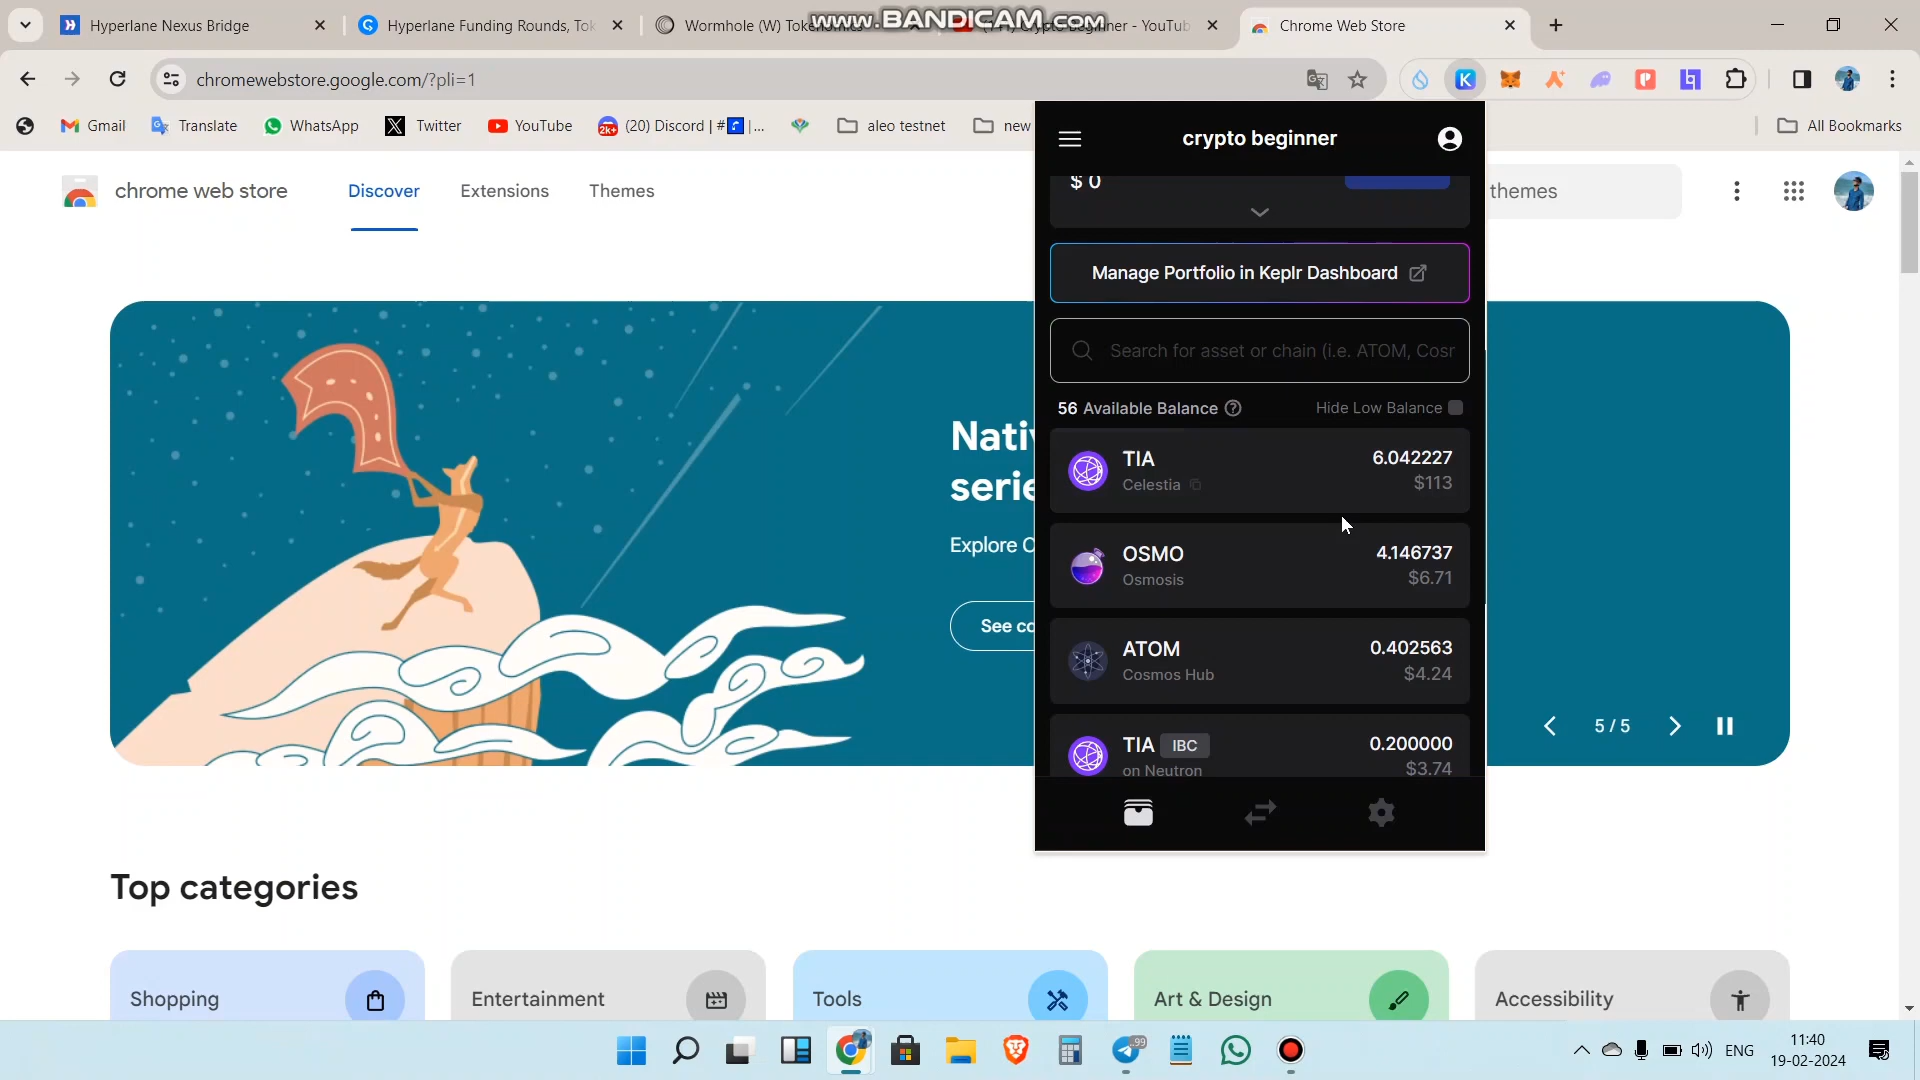 Hyperlane Nexus Bridge
Hyperlane Funding Rounds, Tok
Wormhole (W) Tokenomics
Crypto Beginner - YouTub
Chrome Web Store
www.BANDICAM.com
chromewebstore.google.com/?pli=1
Gmail
Translate
WhatsApp
Twitter
YouTube
(20) Discord | #
|...
aleo testnet
new
All Bookmarks
chrome web store
Discover
Extensions
Themes
themes
crypto beginner
$ 0
Manage Portfolio in Keplr Dashboard
Search for asset or chain (i.e. ATOM, Cosr
56 Available Balance
Hide Low Balance
TIA
6.042227
Celestia
$113
OSMO
4.146737
Osmosis
$6.71
ATOM
0.402563
Cosmos Hub
$4.24
TIA IBC
0.200000
on Neutron
$3.74
Nativ
serie
Explore C
See co
5 / 5
Top categories
Shopping
Entertainment
Tools
Art & Design
Accessibility
99
ENG
11:40
19-02-2024